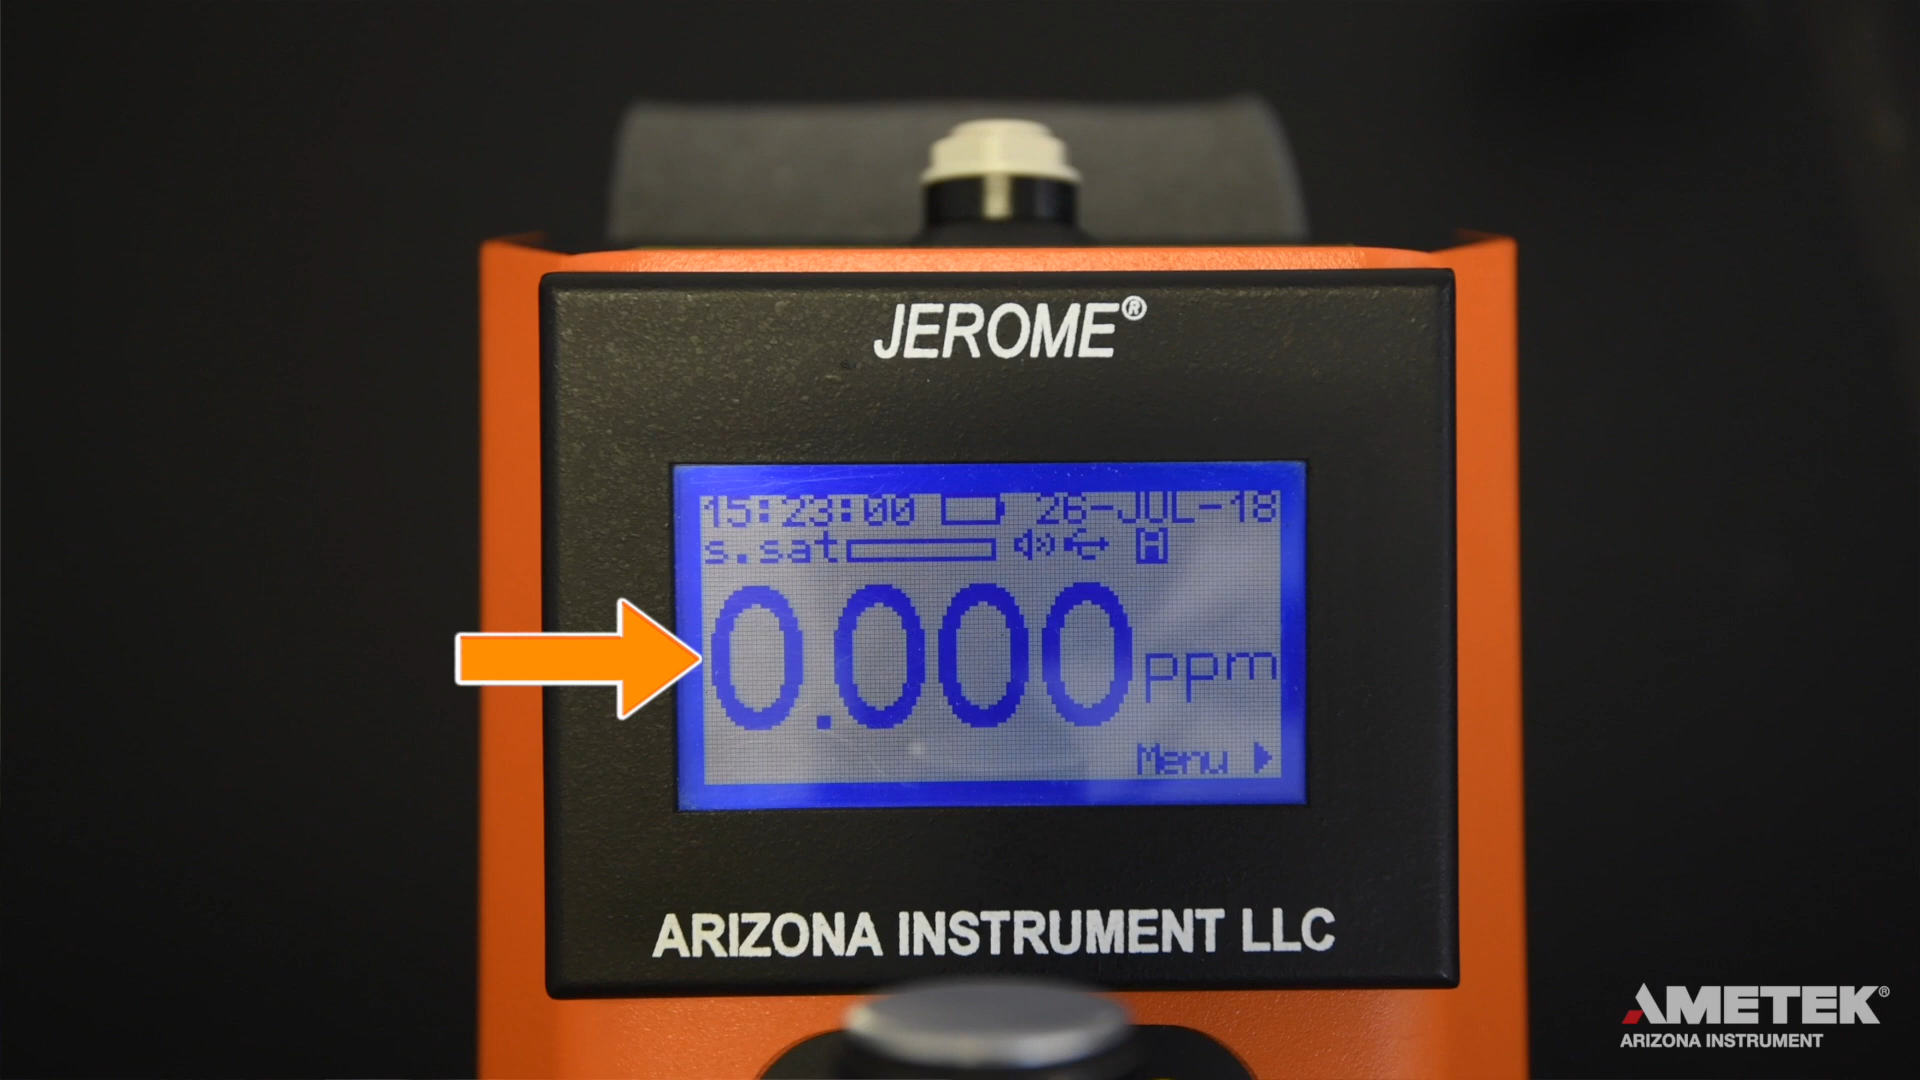 JEROME®
15:23:00 26-JUL-18
s.sat H
0.000 ppm
Menu
ARIZONA INSTRUMENT LLC
AMETEK®
ARIZONA INSTRUMENT